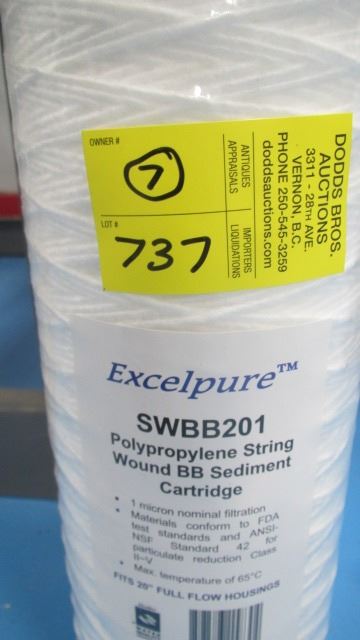 OWNER #
7
LOT #
737
ANTIQUES
APPRAISALS
IMPORTERS
LIQUIDATIONS
DODDS BROS.
AUCTIONS
3311 - 28TH AVE.
VERNON, B.C.
PHONE 250-545-3259
doddsauctions.com
Excelpure™
SWBB201
Polypropylene String
Wound BB Sediment
Cartridge
• 1 micron nominal filtration
• Materials conform to FDA
test standards and ANSI-
NSF Standard 42 for
particulate reduction Class
II~V
• Max. temperature of 65°C
FITS 20" FULL FLOW HOUSINGS